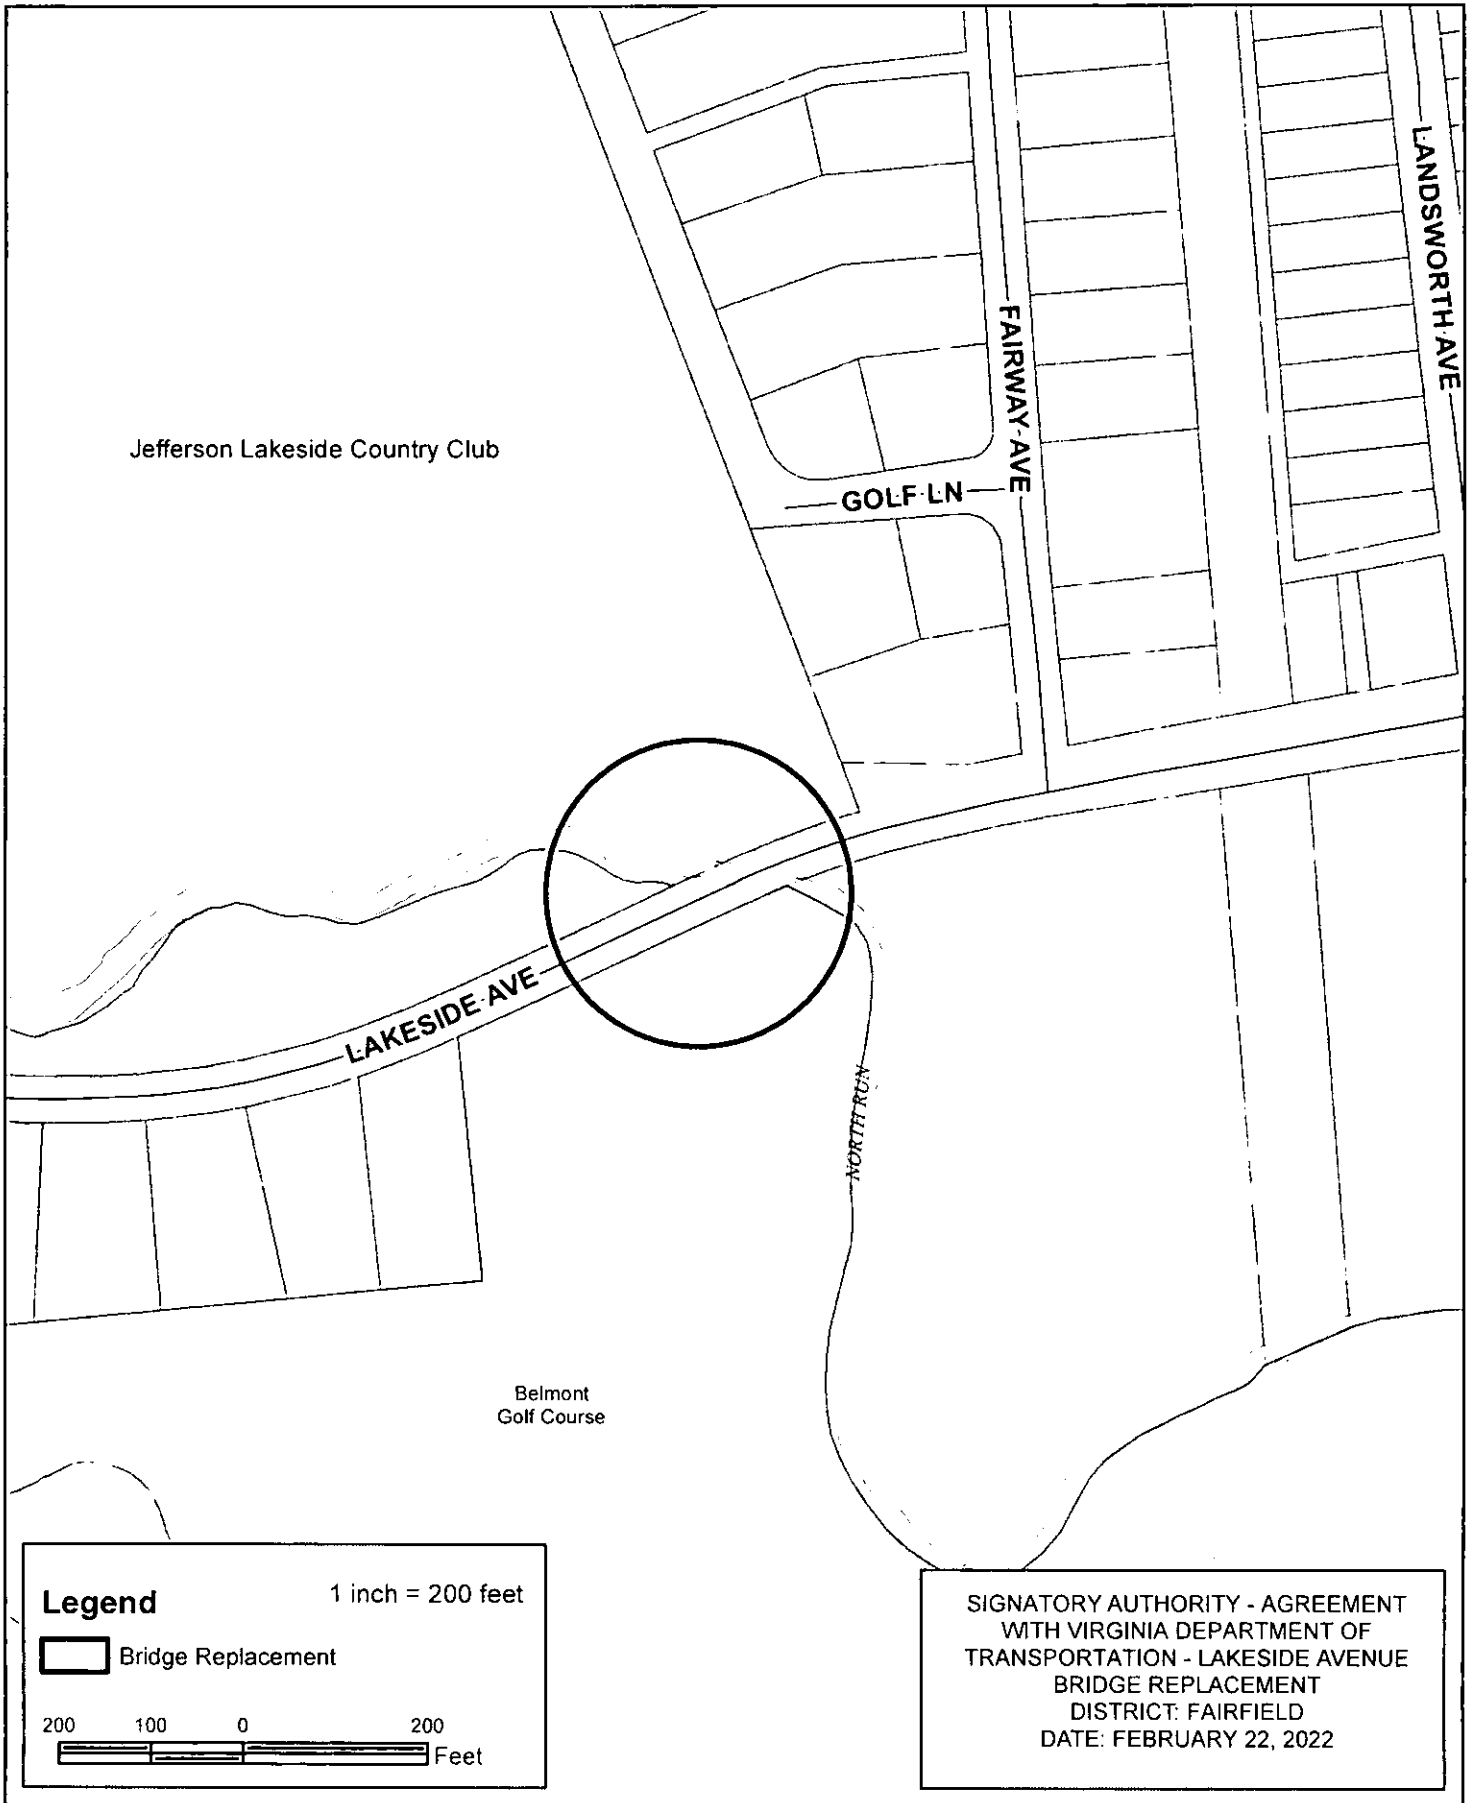 LANDSWORTH AVE
FAIRWAY AVE
Jefferson Lakeside Country Club
GOLF LN
LAKESIDE AVE
NORTH RUN
Belmont
Golf Course
Legend
1 inch = 200 feet
Bridge Replacement
200 100 0 200
Feet
SIGNATORY AUTHORITY - AGREEMENT
WITH VIRGINIA DEPARTMENT OF
TRANSPORTATION - LAKESIDE AVENUE
BRIDGE REPLACEMENT
DISTRICT: FAIRFIELD
DATE: FEBRUARY 22, 2022